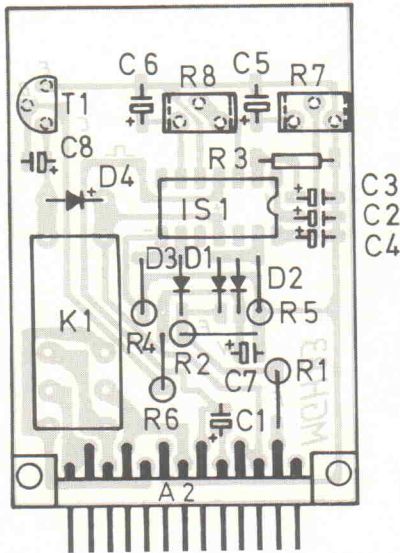 C6 C5
R8 R7
T1
C8 R3
D4 C3
IS1 C2
C4
D3 D1
D2
K1 R5
R4 R2
C7 R1
R6 C1
A2